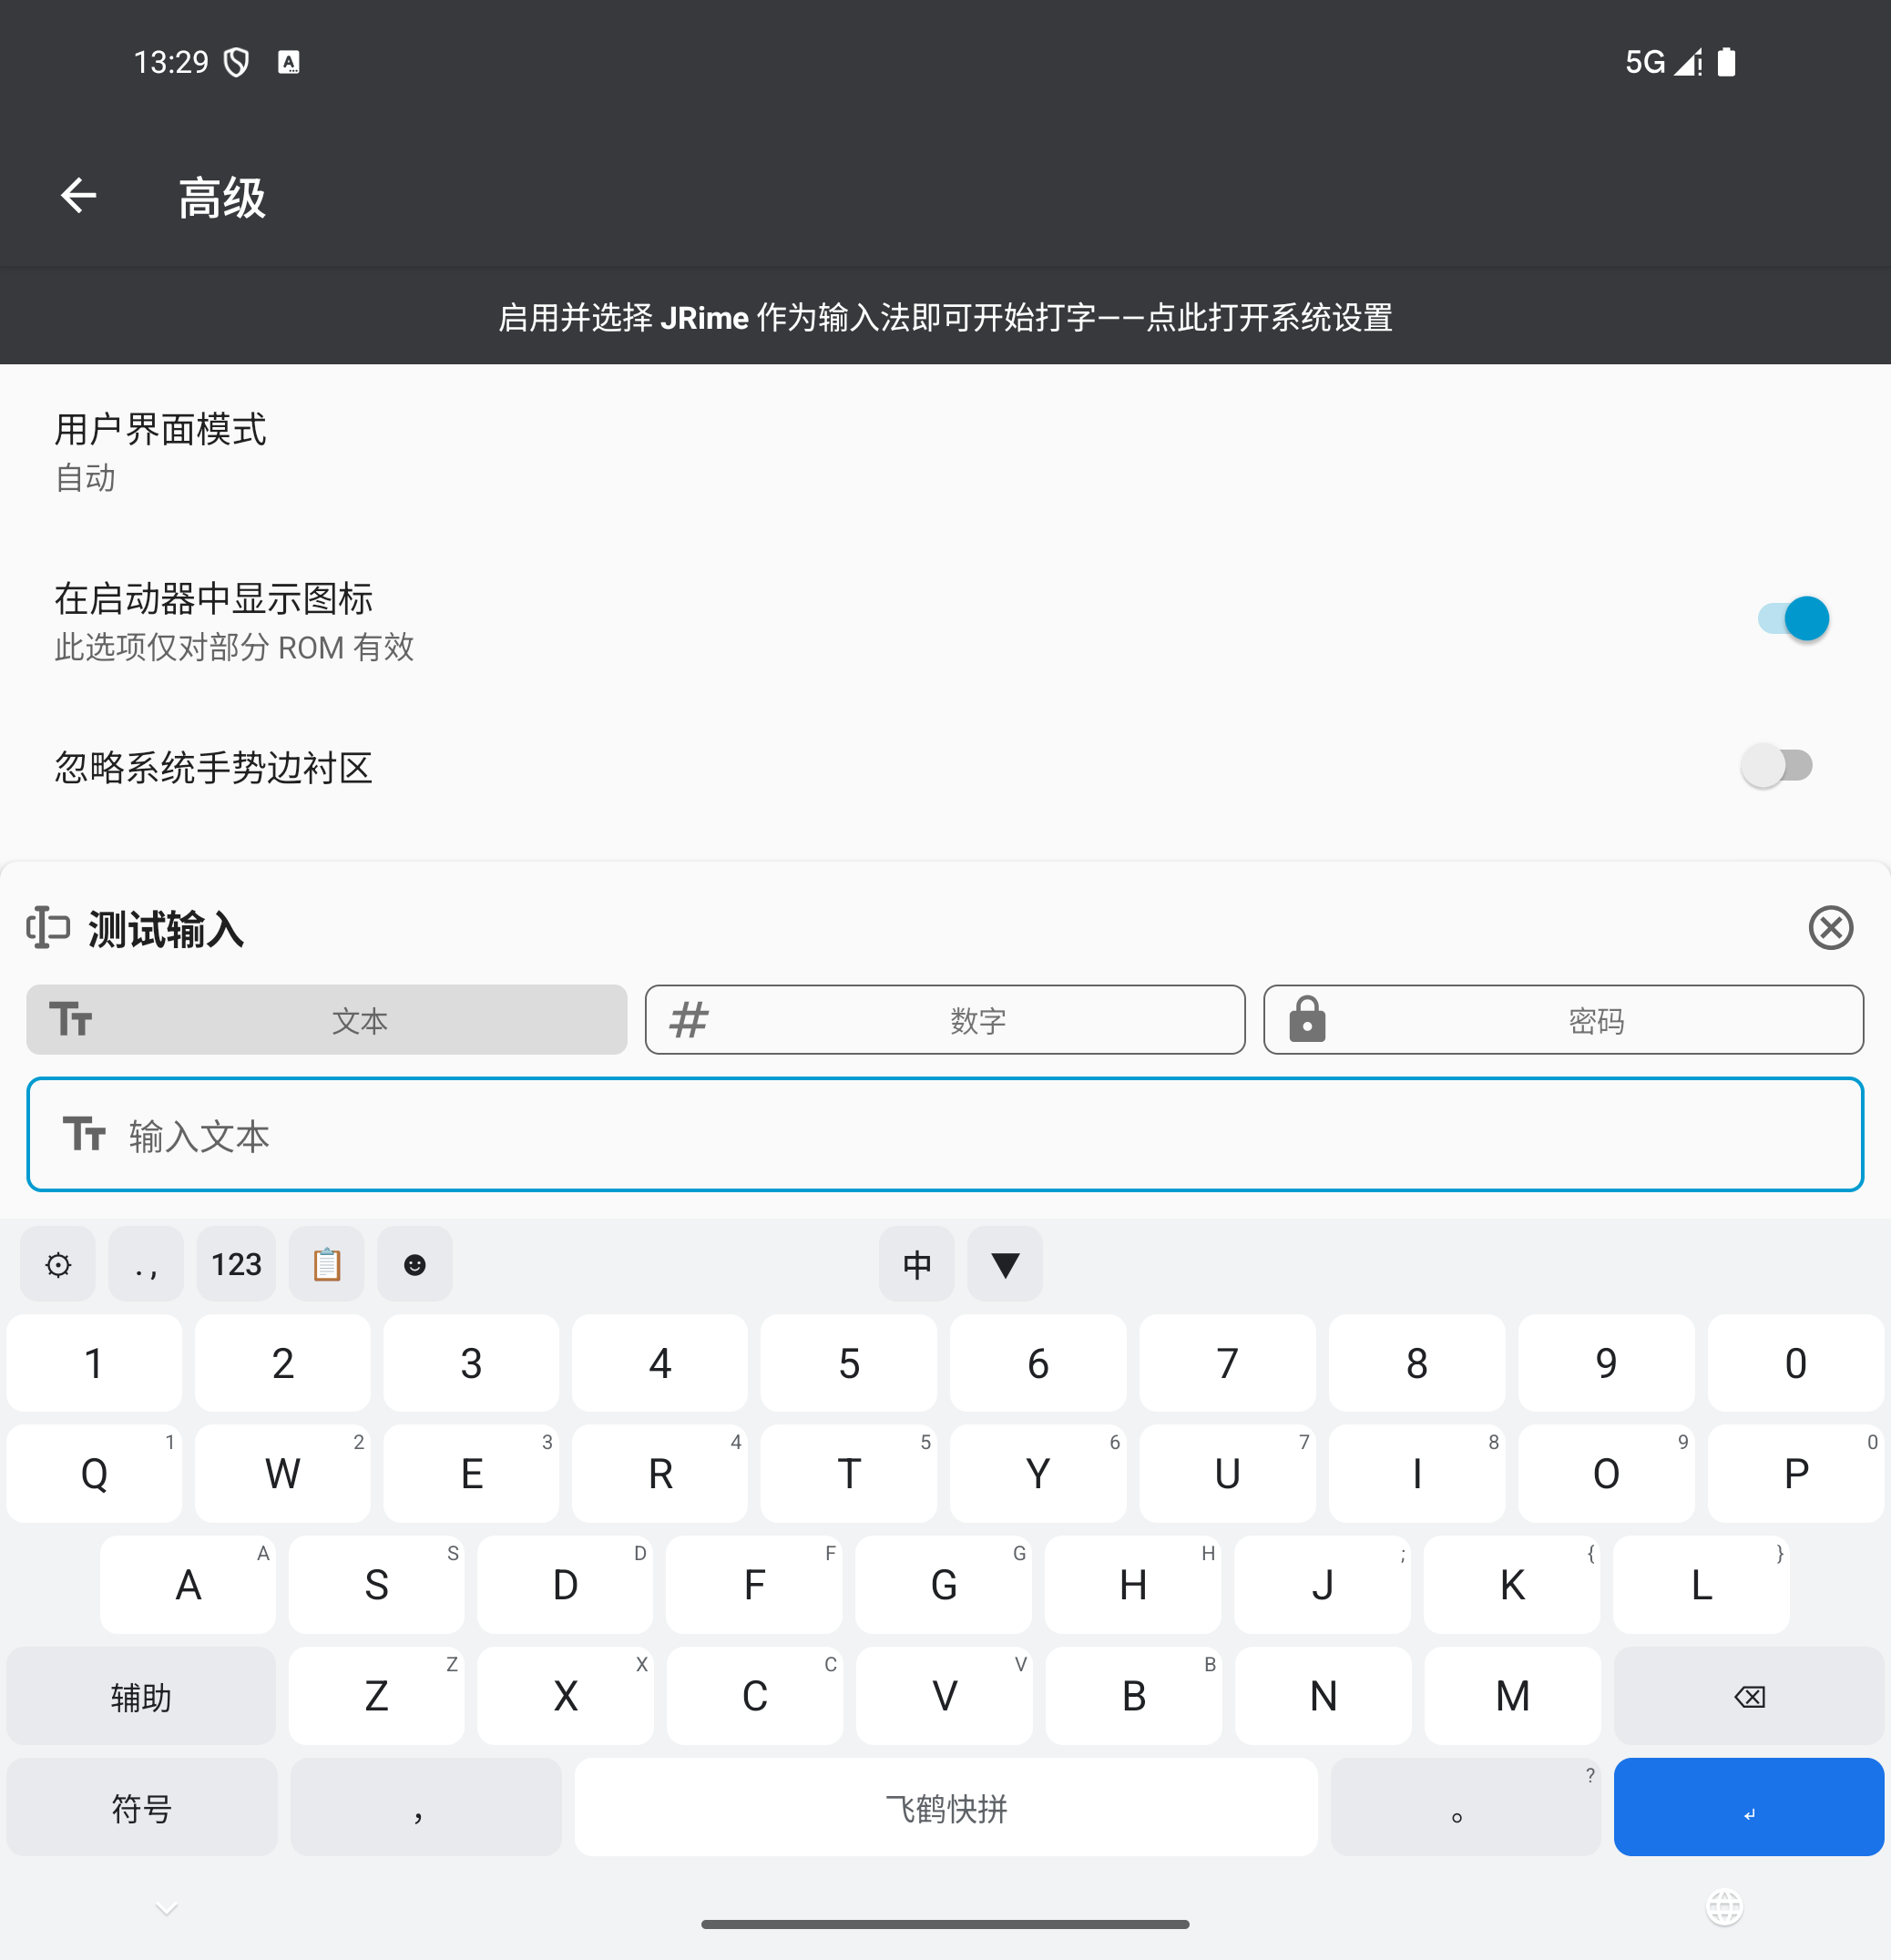 13:29
5G
高级
启用并选择 JRime 作为输入法即可开始打字——点此打开系统设置
用户界面模式
自动
在启动器中显示图标
此选项仅对部分 ROM 有效
忽略系统手势边衬区
测试输入
文本 数字 密码
输入文本
. , 123 中 ▼
1 2 3 4 5 6 7 8 9 0
Q 1 W 2 E 3 R 4 T 5 Y 6 U 7 I 8 O 9 P 0
A A S S D D F F G G H H J ; K { L }
辅助 Z Z X X C C V V B B N M
符号 ， 飞鹤快拼 。 ?